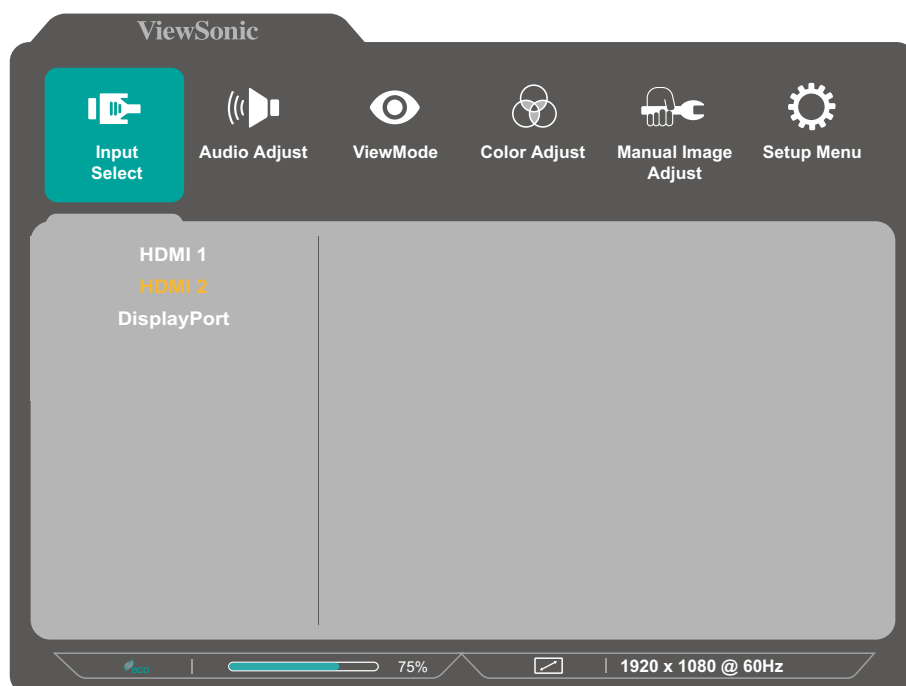 ViewSonic
Input
Select
Audio Adjust
ViewMode
Color Adjust
Manual Image
Adjust
Setup Menu
HDMI 1
HDMI 2
DisplayPort
eco
75%
1920 x 1080 @ 60Hz